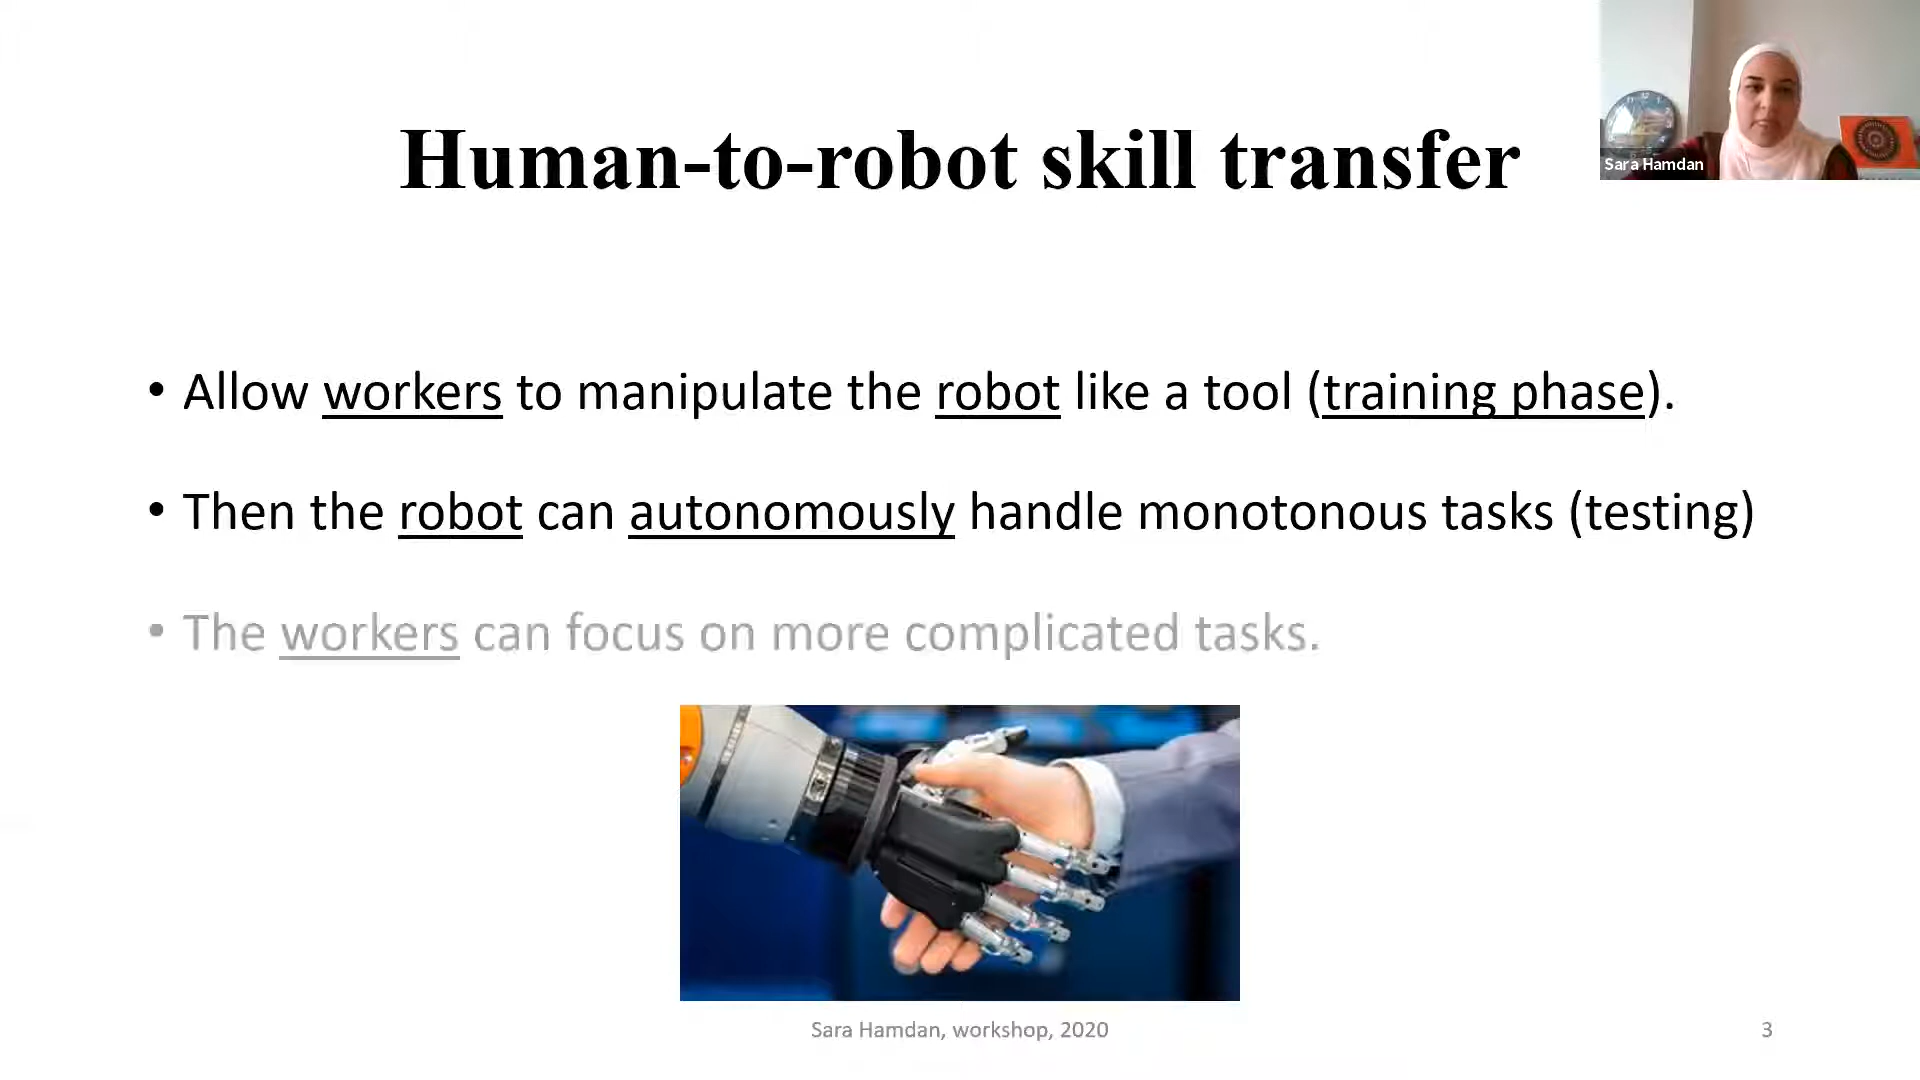 Human-to-robot skill transfer
Sara Hamdan
• Allow workers to manipulate the robot like a tool (training phase).
• Then the robot can autonomously handle monotonous tasks (testing)
• The workers can focus on more complicated tasks.
Sara Hamdan, workshop, 2020
3